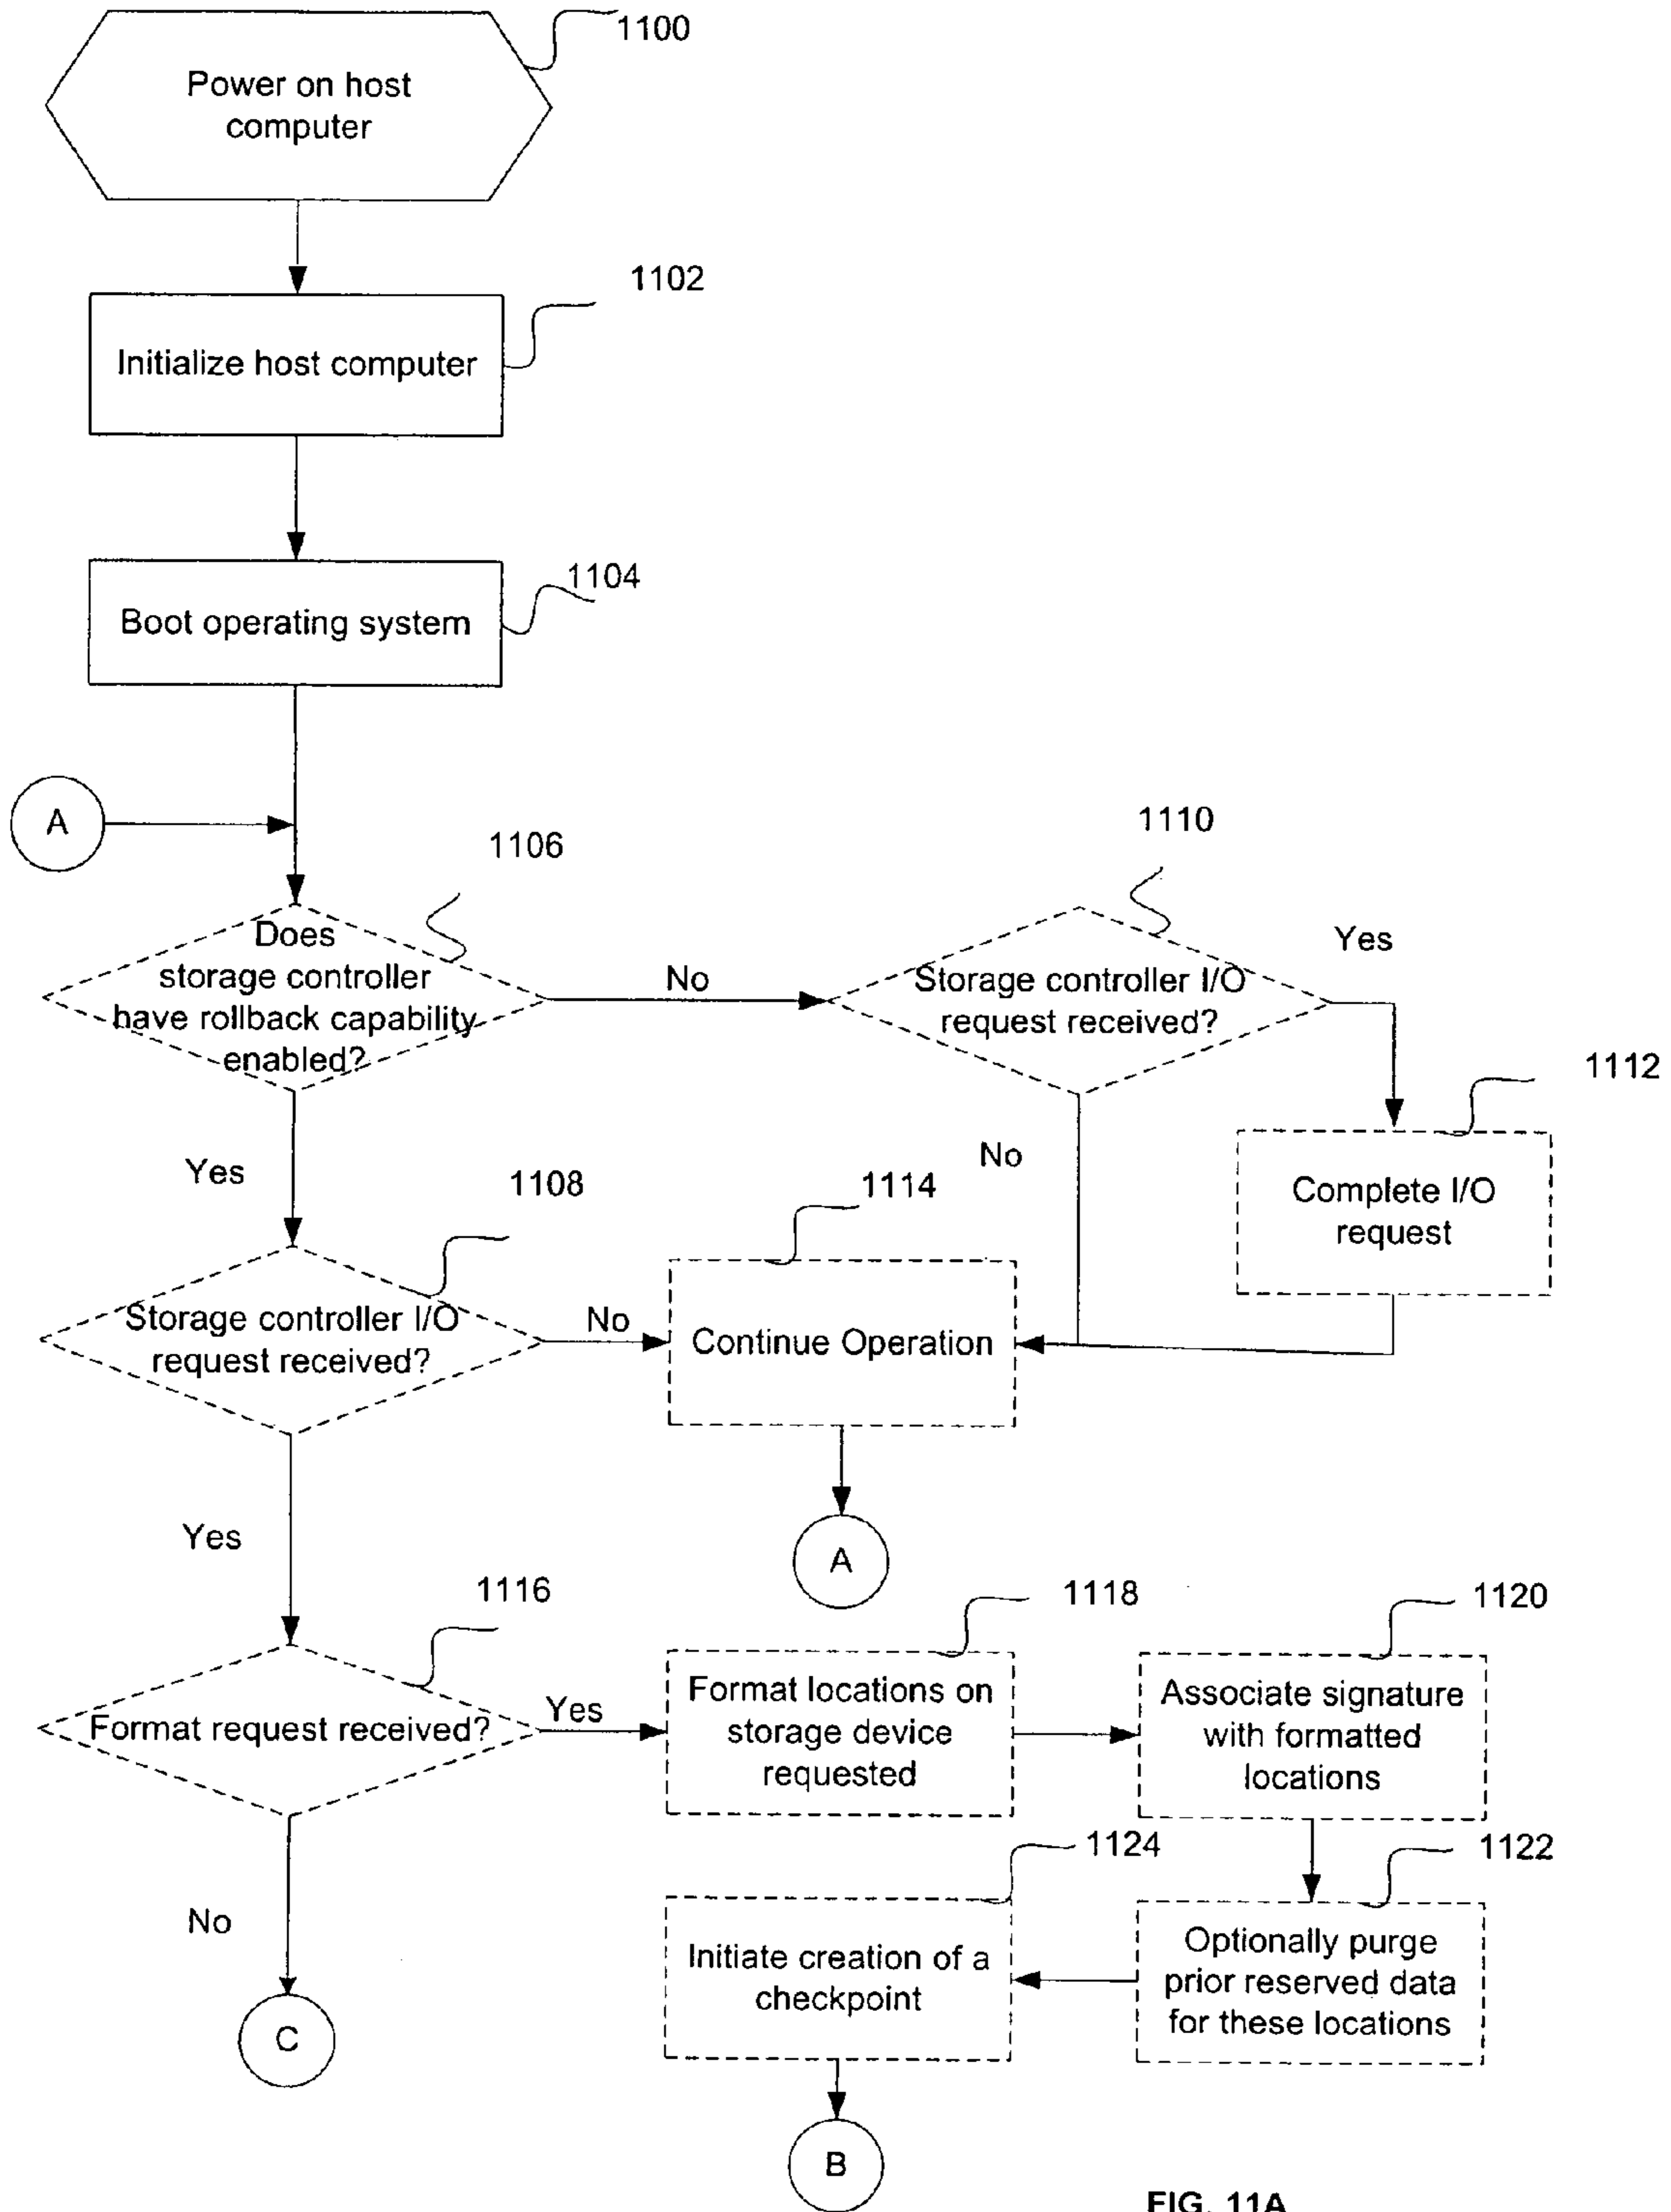 1100
Power on host
computer
1102
Initialize host computer
1104
Boot operating system
A
1106
Does
storage controller
have rollback capability
enabled?
No
1110
Storage controller I/O
request received?
Yes
1112
Complete I/O
request
No
Yes
1108
Storage controller I/O
request received?
No
1114
Continue Operation
A
Yes
1116
Format request received?
Yes
1118
Format locations on
storage device
requested
1120
Associate signature
with formatted
locations
1122
Optionally purge
prior reserved data
for these locations
1124
Initiate creation of a
checkpoint
No
C
B
FIG. 11A